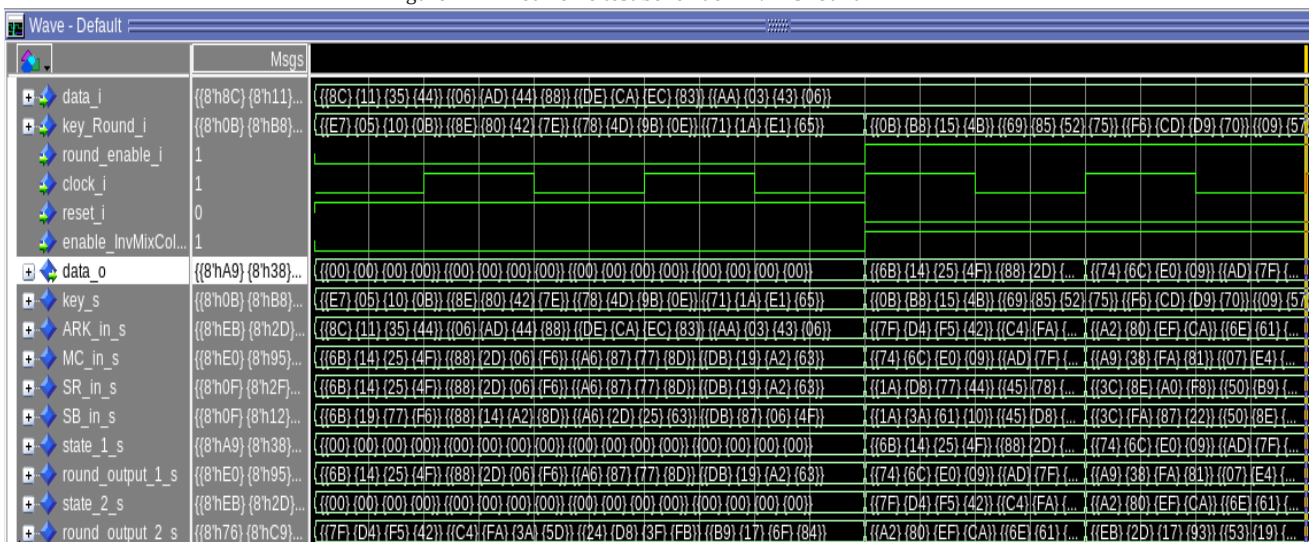 Wave - Default
Msgs
data_i {{8'h8C} {8'h11}... {{8C} {11} {35} {44}} {{06} {AD} {44} {88}} {{DE} {CA} {EC} {83}} {{AA} {03} {43} {06}}
key_Round_i {{8'h0B} {8'hB8}... {{E7} {05} {10} {0B}} {{8E} {80} {42} {7E}} {{78} {4D} {9B} {0E}} {{71} {1A} {E1} {65}} {{0B} {B8} {15} {4B}} {{69} {85} {52} {75}} {{F6} {CD} {D9} {70}} {{09} {57
round_enable_i 1
clock_i 1
reset_i 0
enable_InvMixCol... 1
data_o {{8'hA9} {8'h38}... {{00} {00} {00} {00}} {{00} {00} {00} {00}} {{00} {00} {00} {00}} {{00} {00} {00} {00}} {{6B} {14} {25} {4F}} {{88} {2D} {... {{74} {6C} {E0} {09}} {{AD} {7F} {...
key_s {{8'h0B} {8'hB8}... {{E7} {05} {10} {0B}} {{8E} {80} {42} {7E}} {{78} {4D} {9B} {0E}} {{71} {1A} {E1} {65}} {{0B} {B8} {15} {4B}} {{69} {85} {52} {75}} {{F6} {CD} {D9} {70}} {{09} {57
ARK_in_s {{8'hEB} {8'h2D}... {{8C} {11} {35} {44}} {{06} {AD} {44} {88}} {{DE} {CA} {EC} {83}} {{AA} {03} {43} {06}} {{7F} {D4} {F5} {42}} {{C4} {FA} {... {{A2} {80} {EF} {CA}} {{6E} {61} {...
MC_in_s {{8'hE0} {8'h95}... {{6B} {14} {25} {4F}} {{88} {2D} {06} {F6}} {{A6} {87} {77} {8D}} {{DB} {19} {A2} {63}} {{74} {6C} {E0} {09}} {{AD} {7F} {... {{A9} {38} {FA} {81}} {{07} {E4} {...
SR_in_s {{8'h0F} {8'h2F}... {{6B} {14} {25} {4F}} {{88} {2D} {06} {F6}} {{A6} {87} {77} {8D}} {{DB} {19} {A2} {63}} {{1A} {D8} {77} {44}} {{45} {78} {... {{3C} {8E} {A0} {F8}} {{50} {B9} {...
SB_in_s {{8'h0F} {8'h12}... {{6B} {19} {77} {F6}} {{88} {14} {A2} {8D}} {{A6} {2D} {25} {63}} {{DB} {87} {06} {4F}} {{1A} {3A} {61} {10}} {{45} {D8} {... {{3C} {FA} {87} {22}} {{50} {8E} {...
state_1_s {{8'hA9} {8'h38}... {{00} {00} {00} {00}} {{00} {00} {00} {00}} {{00} {00} {00} {00}} {{00} {00} {00} {00}} {{6B} {14} {25} {4F}} {{88} {2D} {... {{74} {6C} {E0} {09}} {{AD} {7F} {...
round_output_1_s {{8'hE0} {8'h95}... {{6B} {14} {25} {4F}} {{88} {2D} {06} {F6}} {{A6} {87} {77} {8D}} {{DB} {19} {A2} {63}} {{74} {6C} {E0} {09}} {{AD} {7F} {... {{A9} {38} {FA} {81}} {{07} {E4} {...
state_2_s {{8'hEB} {8'h2D}... {{00} {00} {00} {00}} {{00} {00} {00} {00}} {{00} {00} {00} {00}} {{00} {00} {00} {00}} {{7F} {D4} {F5} {42}} {{C4} {FA} {... {{A2} {80} {EF} {CA}} {{6E} {61} {...
round_output_2_s {{8'h76} {8'hC9}... {{7F} {D4} {F5} {42}} {{C4} {FA} {3A} {5D}} {{24} {D8} {3F} {FB}} {{B9} {17} {6F} {84}} {{A2} {80} {EF} {CA}} {{6E} {61} {... {{EB} {2D} {17} {93}} {{53} {19} {...